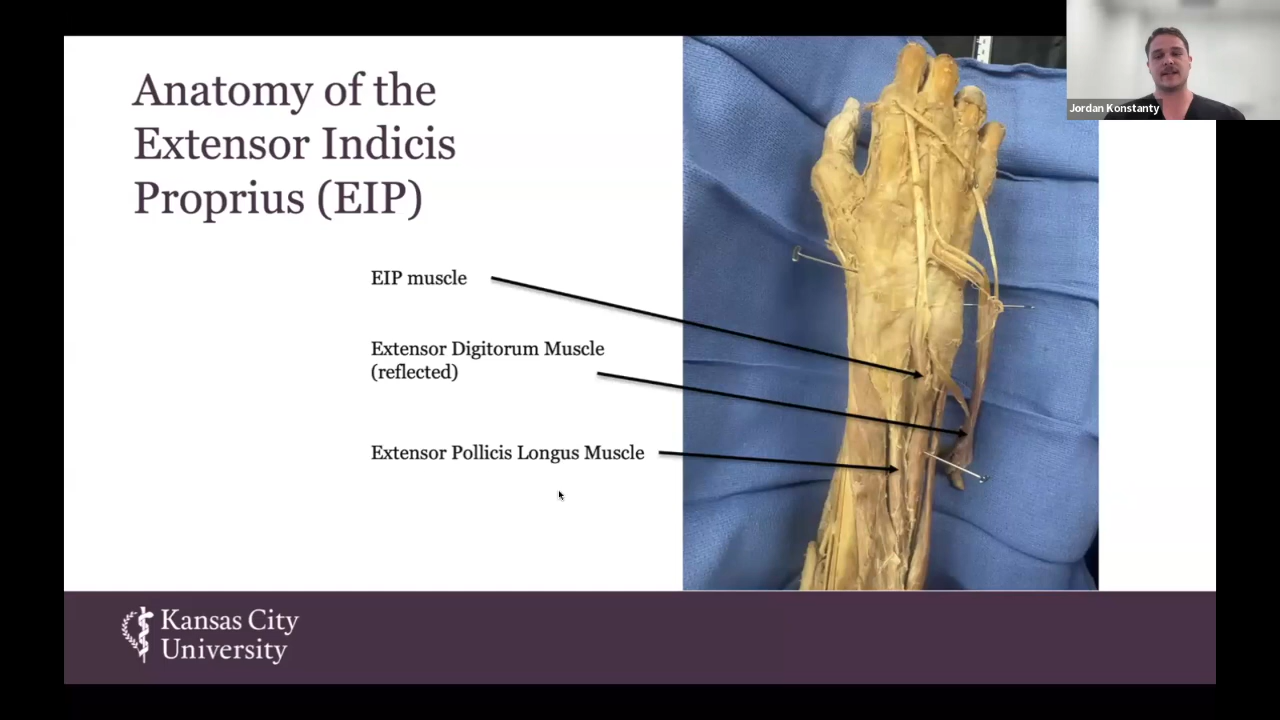 Anatomy of the
Extensor Indicis
Proprius (EIP)
EIP muscle
Extensor Digitorum Muscle
(reflected)
Extensor Pollicis Longus Muscle
Kansas City
University
Jordan Konstanty